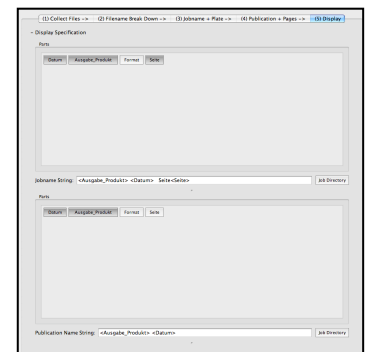 (1) Collect Files -> (2) Filename Break Down -> (3) Jobname + Plate -> (4) Publication + Pages -> (5) Display
Display Specification
Parts
Datum Ausgabe_Produkt Format Seite
Jobname String: <Ausgabe_Produkt> <Datum> Seite<Seite> Job Directory
Parts
Datum Ausgabe_Produkt Format Seite
Publication Name String: <Ausgabe_Produkt> <Datum> Job Directory